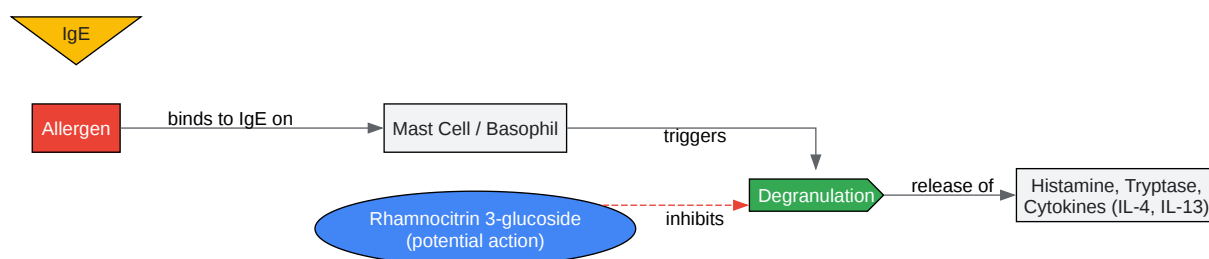 IgE
Allergen
binds to IgE on
Mast Cell / Basophil
triggers
Degranulation
release of
Histamine, Tryptase,
Cytokines (IL-4, IL-13)
Rhamnocitrin 3-glucoside
(potential action)
inhibits